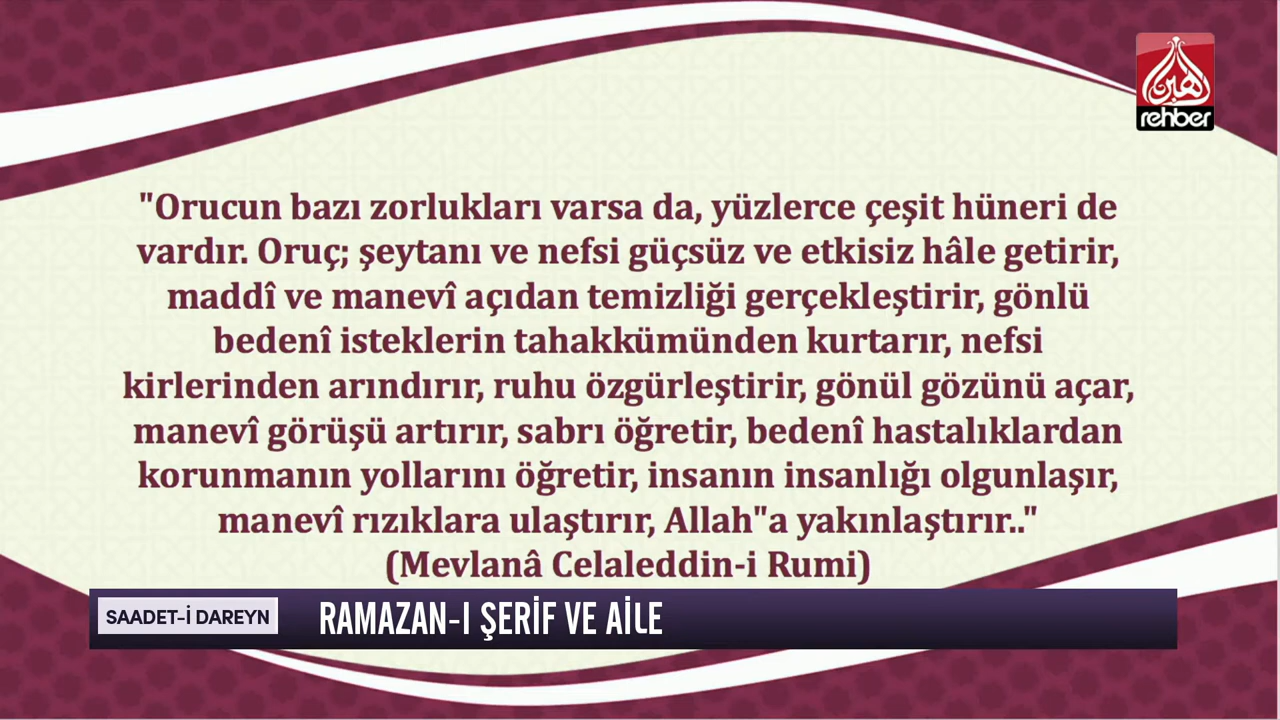 رهبر
rehber
"Orucun bazı zorlukları varsa da, yüzlerce çeşit hüneri de
vardır. Oruç; şeytanı ve nefsi güçsüz ve etkisiz hâle getirir,
maddî ve manevî açıdan temizliği gerçekleştirir, gönlü
bedenî isteklerin tahakkümünden kurtarır, nefsi
kirlerinden arındırır, ruhu özgürleştirir, gönül gözünü açar,
manevî görüşü artırır, sabrı öğretir, bedenî hastalıklardan
korunmanın yollarını öğretir, insanın insanlığı olgunlaşır,
manevî rızıklara ulaştırır, Allah"a yakınlaştırır.."
(Mevlanâ Celaleddin-i Rumi)
SAADET-İ DAREYN
RAMAZAN-I ŞERİF VE AİLE